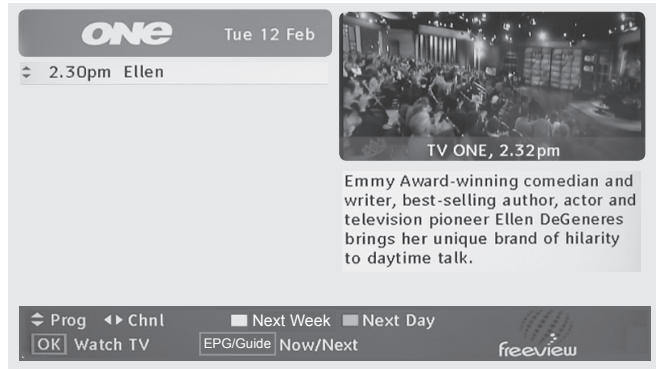 ONE Tue 12 Feb
2.30pm Ellen
TV ONE, 2.32pm
Emmy Award-winning comedian and
writer, best-selling author, actor and
television pioneer Ellen DeGeneres
brings her unique brand of hilarity
to daytime talk.
Prog Chnl Next Week Next Day
OK Watch TV EPG/Guide Now/Next
freeview